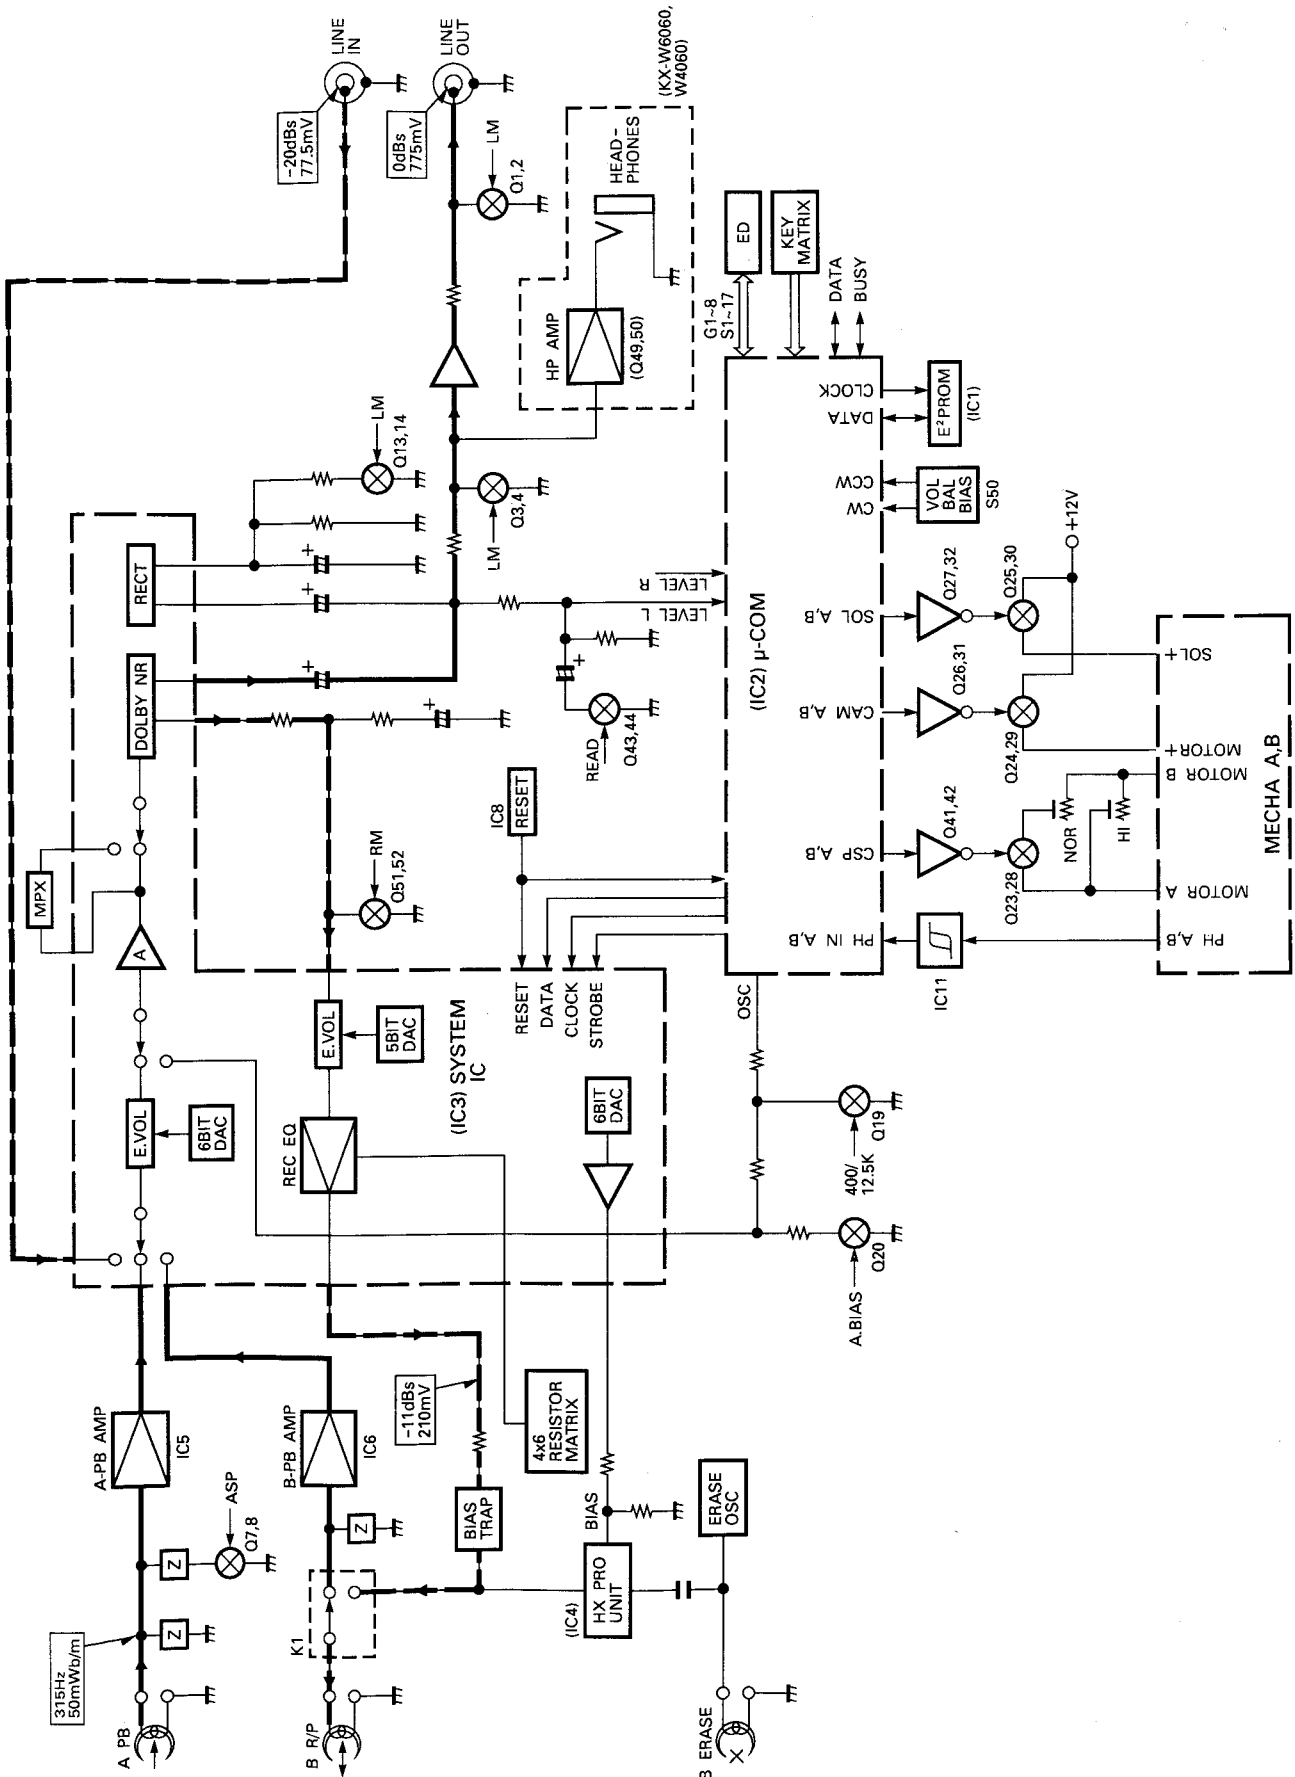 A PB
315Hz
50mWb/m
Z
Z
ASP
Q7,8
A-PB AMP
IC5
B R/P
K1
Z
B-PB AMP
IC6
BIAS
TRAP
-11dBs
210mV
4x6
RESISTOR
MATRIX
(IC4)
HX PRO
UNIT
BIAS
ERASE
OSC
B ERASE
E.VOL
6BIT
DAC
A
MPX
DOLBY NR
RECT
REC EQ
E.VOL
5BIT
DAC
(IC3) SYSTEM
IC
6BIT
DAC
RESET
DATA
CLOCK
STROBE
RM
Q51,52
IC8
RESET
READ
Q43,44
LM
Q3,4
LM
Q13,14
LM
Q1,2
-20dBs
77.5mV
LINE
IN
0dBs
775mV
LINE
OUT
HP AMP
(Q49,50)
HEAD-
PHONES
(KX-W6060,
W4060)
LEVEL L
LEVEL R
A.BIAS
Q20
400/
12.5K
Q19
OSC
(IC2) μ-COM
G1~8
S1~17
ED
KEY
MATRIX
DATA
BUSY
PH IN A,B
CSP A,B
CAM A,B
SOL A,B
CW
CCW
DATA
CLOCK
IC11
Q41,42
Q23,28
NOR
HI
Q26,31
Q24,29
Q27,32
Q25,30
+12V
VOL
BAL
BIAS
S50
E²PROM
(IC1)
PH A,B
MOTOR A
MOTOR B
MOTOR+
SOL+
MECHA A,B